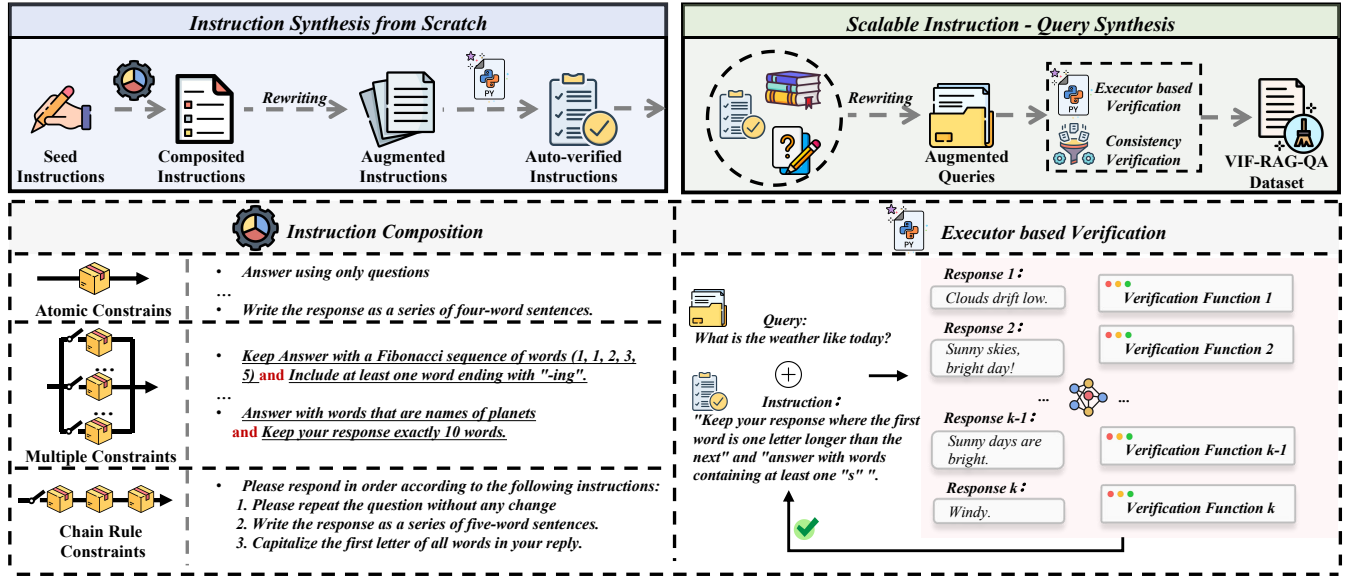 Instruction Synthesis from Scratch
Rewriting
PY
Seed
Instructions
Composited
Instructions
Augmented
Instructions
Auto-verified
Instructions
Scalable Instruction - Query Synthesis
Rewriting
Augmented
Queries
PY
Executor based
Verification
Consistency
Verification
VIF-RAG-QA
Dataset
Instruction Composition
Atomic Constrains
• Answer using only questions
...
• Write the response as a series of four-word sentences.
...
...
Multiple Constraints
• Keep Answer with a Fibonacci sequence of words (1, 1, 2, 3,
5) and Include at least one word ending with "-ing".
...
• Answer with words that are names of planets
and Keep your response exactly 10 words.
Chain Rule
Constraints
• Please respond in order according to the following instructions:
1. Please repeat the question without any change
2. Write the response as a series of five-word sentences.
3. Capitalize the first letter of all words in your reply.
PY
Executor based Verification
Query:
What is the weather like today?
Instruction:
"Keep your response where the first
word is one letter longer than the
next" and "answer with words
containing at least one "s" ".
Response 1:
Clouds drift low.
Verification Function 1
Response 2:
Sunny skies,
bright day!
Verification Function 2
... ...
Response k-1:
Sunny days are
bright.
Verification Function k-1
Response k:
Windy.
Verification Function k